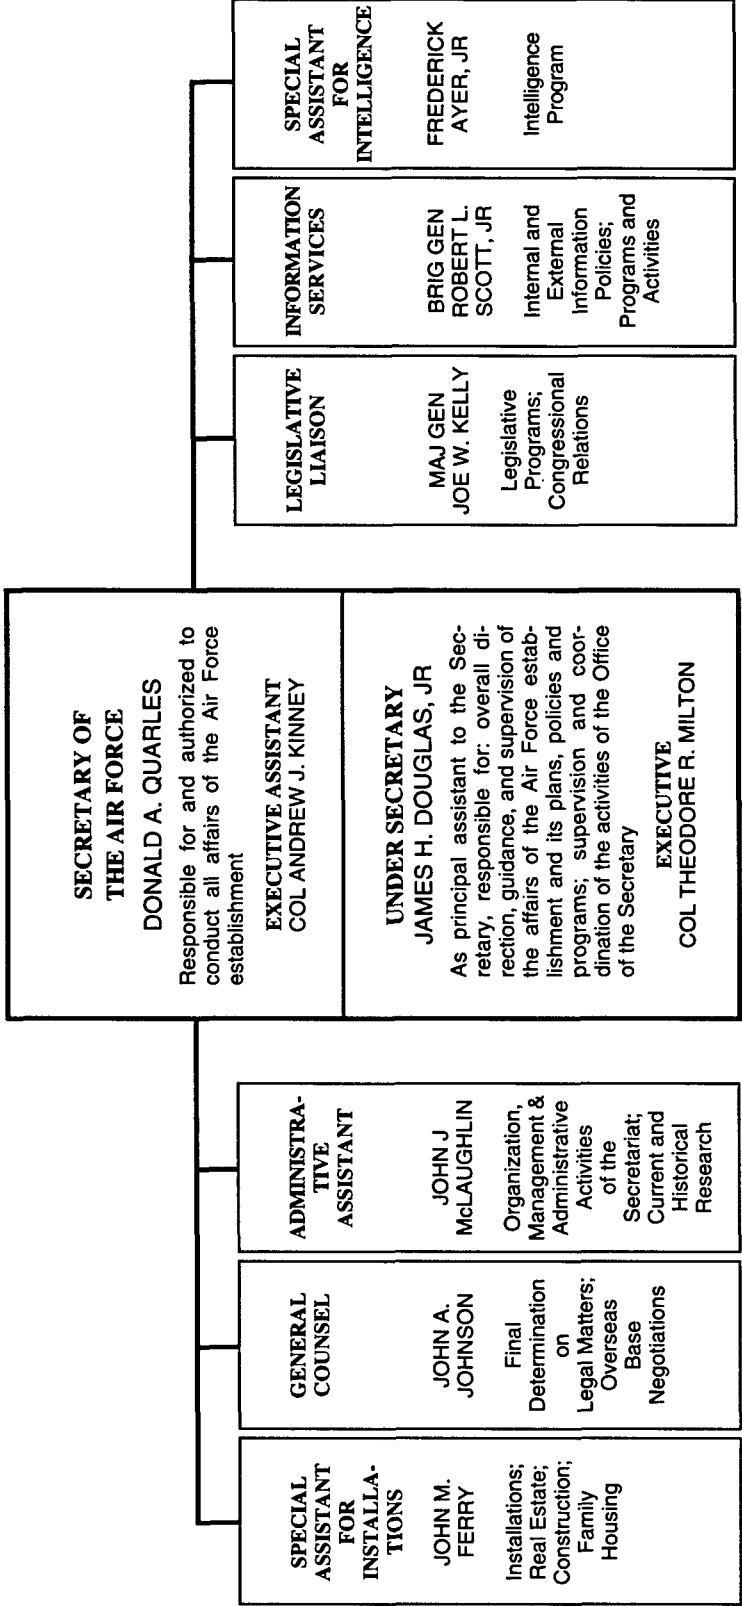 SECRETARY OF
THE AIR FORCE
DONALD A. QUARLES
Responsible for and authorized to
conduct all affairs of the Air Force
establishment
EXECUTIVE ASSISTANT
COL ANDREW J. KINNEY
UNDER SECRETARY
JAMES H. DOUGLAS, JR
As principal assistant to the Sec-
retary, responsible for: overall di-
rection, guidance, and supervision of
the affairs of the Air Force estab-
lishment and its plans, policies and
programs; supervision and coor-
dination of the activities of the Office
of the Secretary
EXECUTIVE
COL THEODORE R. MILTON
SPECIAL
ASSISTANT
FOR
INSTALLA-
TIONS
JOHN M.
FERRY
Installations;
Real Estate;
Construction;
Family
Housing
GENERAL
COUNSEL
JOHN A.
JOHNSON
Final
Determination
on
Legal Matters;
Overseas
Base
Negotiations
ADMINISTRA-
TIVE
ASSISTANT
JOHN J
McLAUGHLIN
Organization,
Management &
Administrative
Activities
of the
Secretariat;
Current and
Historical
Research
LEGISLATIVE
LIAISON
MAJ GEN
JOE W. KELLY
Legislative
Programs;
Congressional
Relations
INFORMATION
SERVICES
BRIG GEN
ROBERT L.
SCOTT, JR
Internal and
External
Information
Policies;
Programs and
Activities
SPECIAL
ASSISTANT
FOR
INTELLIGENCE
FREDERICK
AYER, JR
Intelligence
Program